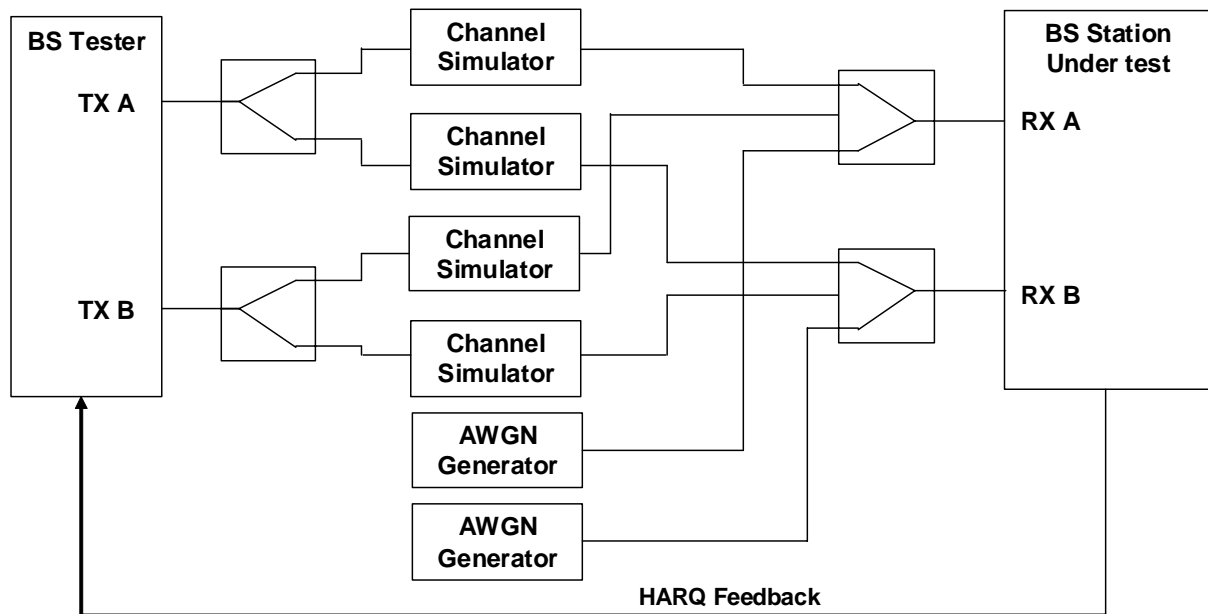 BS Tester
TX A
TX B
Channel
Simulator
Channel
Simulator
Channel
Simulator
Channel
Simulator
AWGN
Generator
AWGN
Generator
BS Station
Under test
RX A
RX B
HARQ Feedback